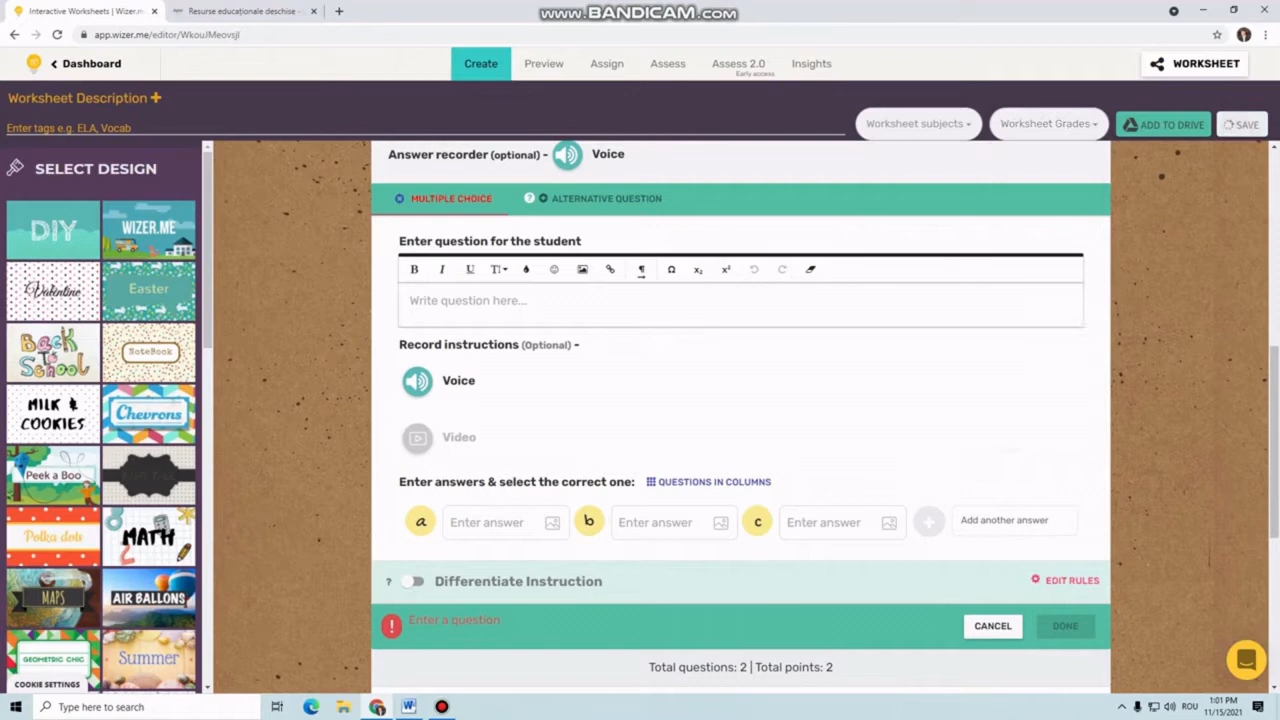 Interactive Worksheets | Wizer.m
Resurse educaționale deschise -
www.BANDICAM.com
app.wizer.me/editor/WkouJMeovsjI
Dashboard
Create
Preview
Assign
Assess
Assess 2.0
Early access
Insights
WORKSHEET
Worksheet Description
Enter tags e.g. ELA, Vocab
Worksheet subjects
Worksheet Grades
ADD TO DRIVE
SAVE
SELECT DESIGN
DIY
WIZER.ME
Valentine
Easter
Back To School
NoteBook
MILK & COOKIES
Chevrons
Peek a Boo
Polka dots
MATH
MAPS
AIR BALLONS
GEOMETRIC CHIC
Summer
COOKIE SETTINGS
Answer recorder (optional) -
Voice
MULTIPLE CHOICE
? ALTERNATIVE QUESTION
Enter question for the student
B I U T Ω x₂ x²
Write question here...
Record instructions (Optional) -
Voice
Video
Enter answers & select the correct one:
QUESTIONS IN COLUMNS
a Enter answer b Enter answer c Enter answer + Add another answer
? Differentiate Instruction
EDIT RULES
! Enter a question
CANCEL
DONE
Total questions: 2 | Total points: 2
Type here to search
ROU
1:01 PM
11/15/2021